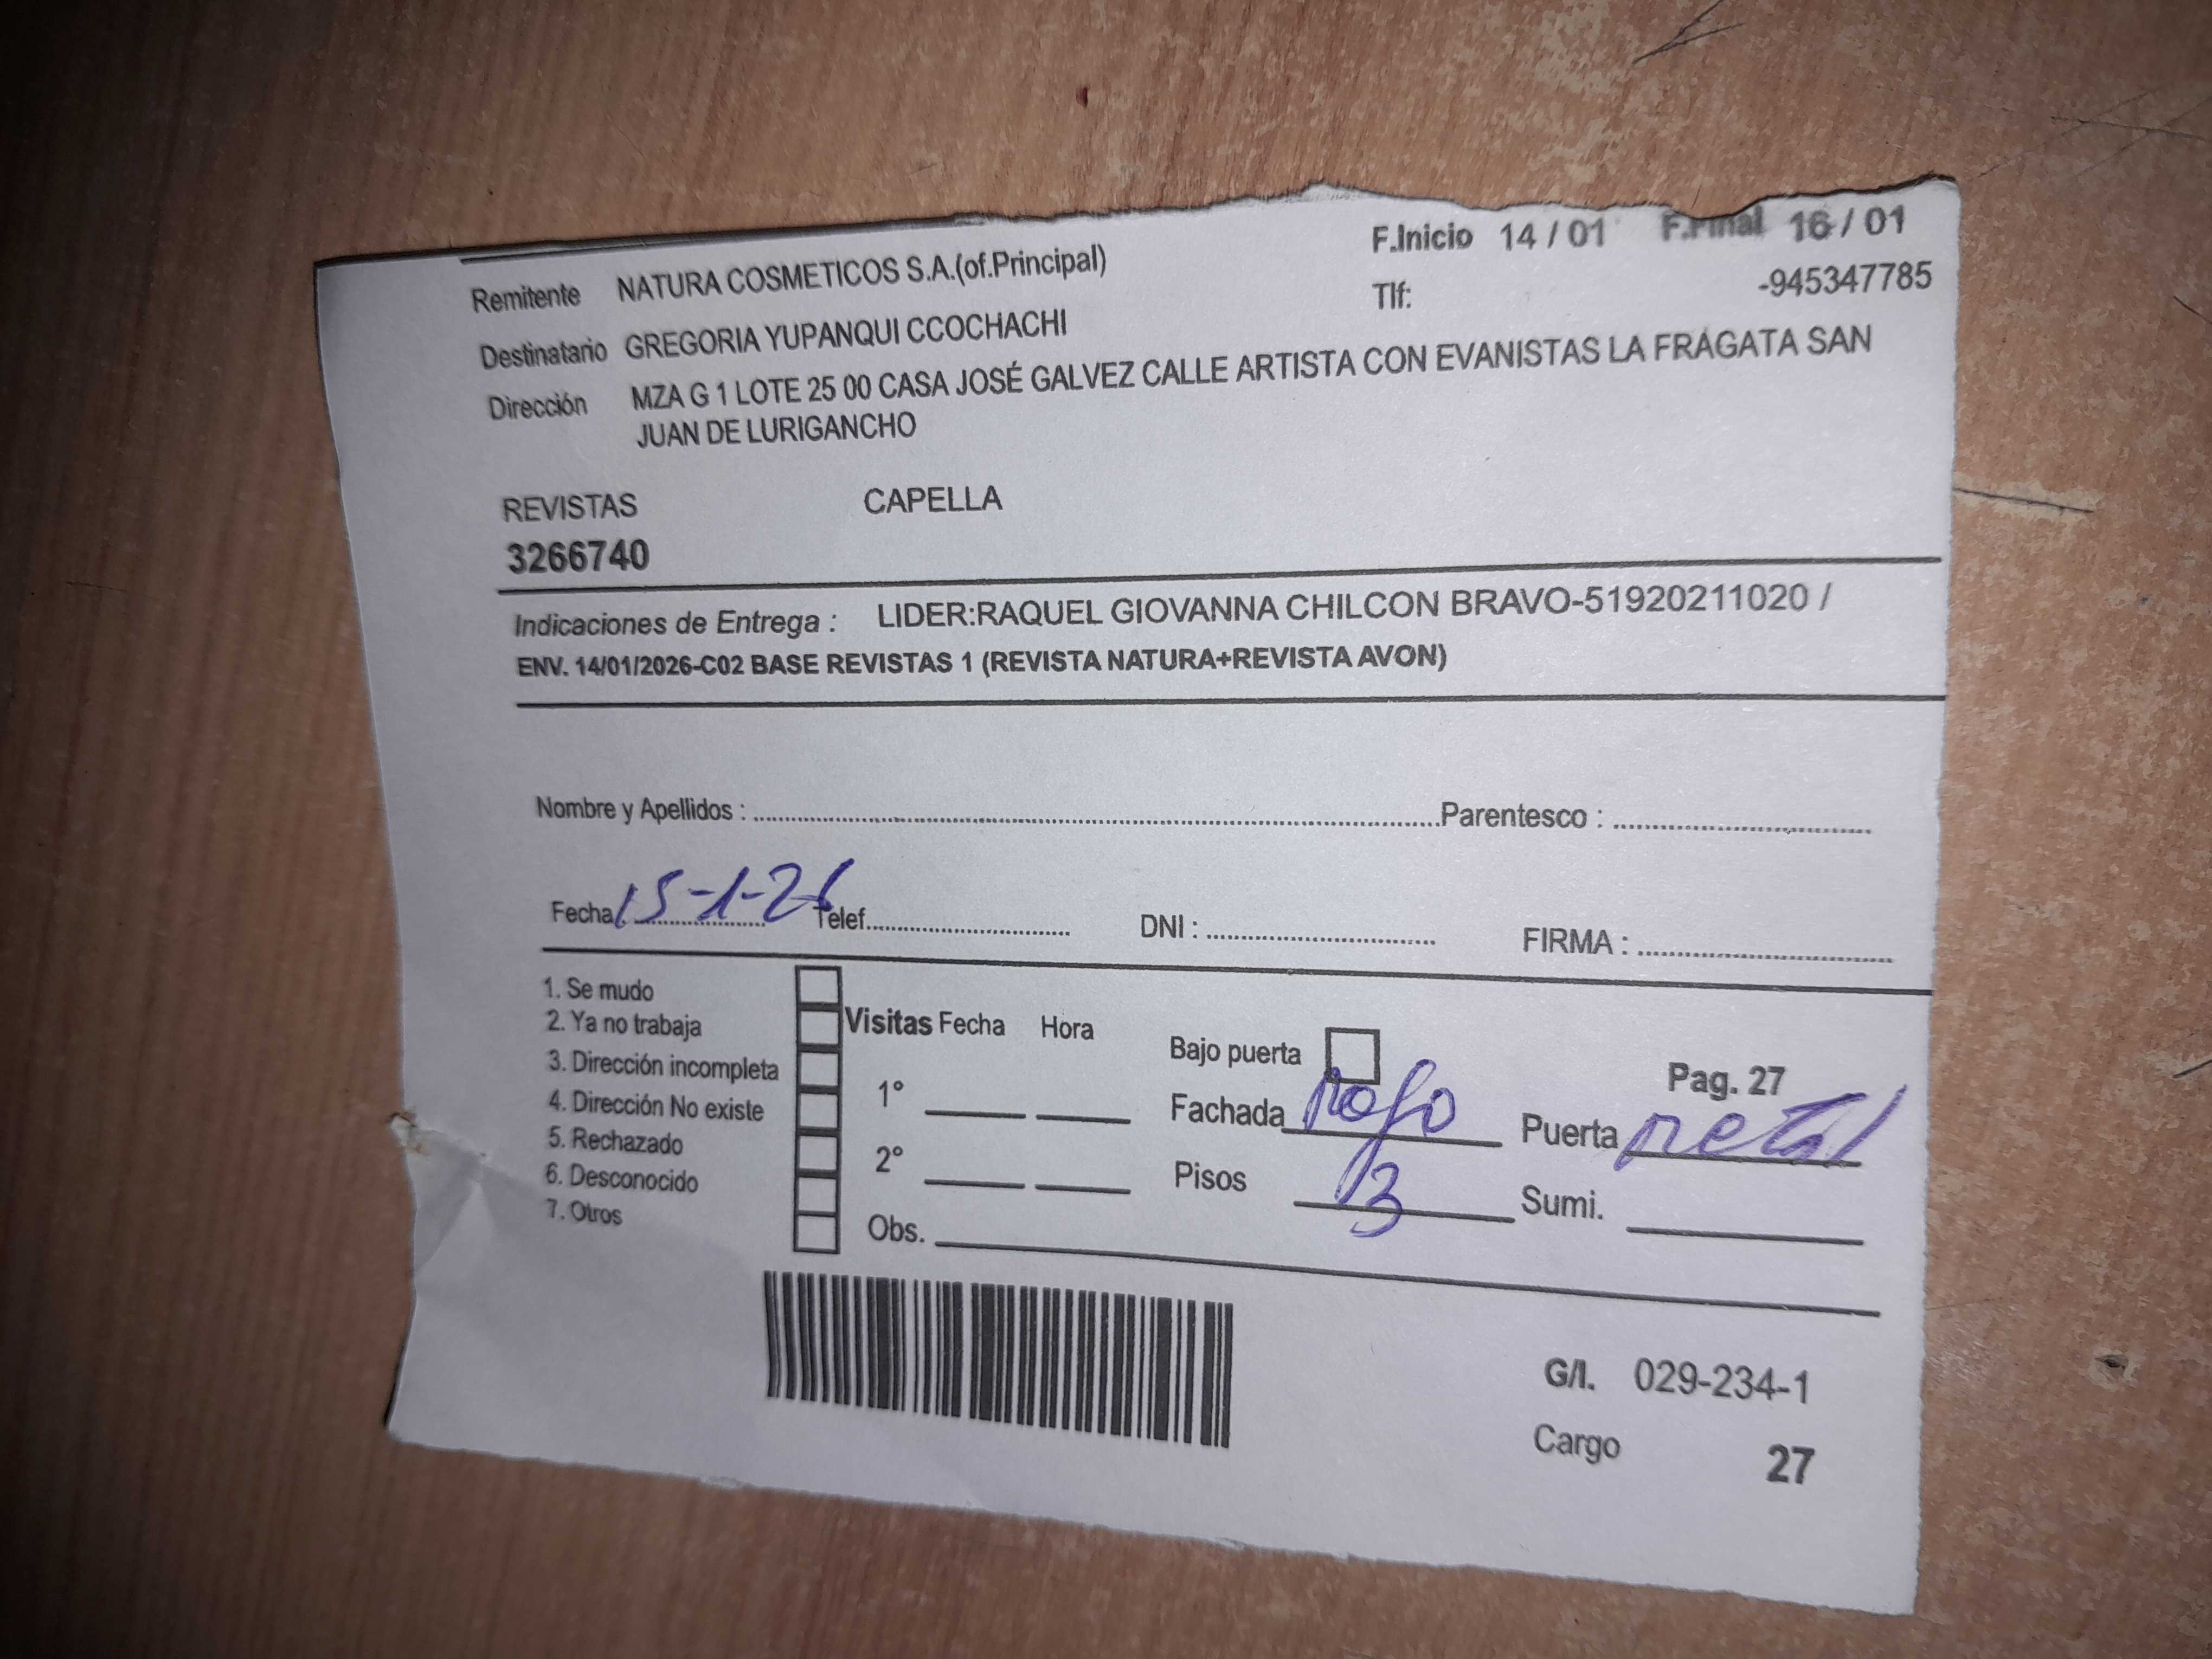 F.Inicio 14 / 01 F.Final 16 / 01
Remitente NATURA COSMETICOS S.A.(of.Principal)
Tlf: -945347785
Destinatario GREGORIA YUPANQUI CCOCHACHI
Dirección MZA G 1 LOTE 25 00 CASA JOSÉ GALVEZ CALLE ARTISTA CON EVANISTAS LA FRAGATA SAN
JUAN DE LURIGANCHO
REVISTAS CAPELLA
3266740
Indicaciones de Entrega : LIDER:RAQUEL GIOVANNA CHILCON BRAVO-51920211020 /
ENV. 14/01/2026-C02 BASE REVISTAS 1 (REVISTA NATURA+REVISTA AVON)
Nombre y Apellidos : Parentesco :
Fecha 15-1-26 Telef. DNI : FIRMA :
1. Se mudo
2. Ya no trabaja
3. Dirección incompleta
4. Dirección No existe
5. Rechazado
6. Desconocido
7. Otros
Visitas Fecha Hora
1°
2°
Obs.
Bajo puerta Pag. 27
Fachada rojo Puerta metal
Pisos 3 Sumi.
G/I. 029-234-1
Cargo 27